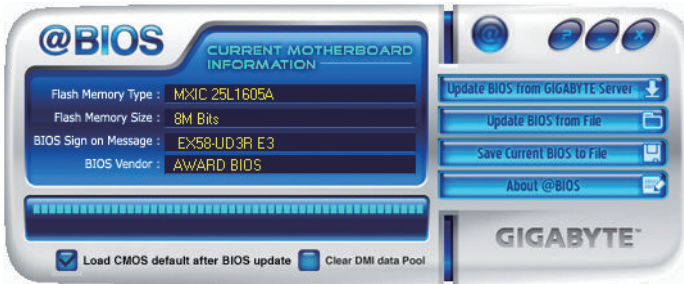 @BIOS
CURRENT MOTHERBOARD
INFORMATION
Flash Memory Type : MXIC 25L1605A
Flash Memory Size : 8M Bits
BIOS Sign on Message : EX58-UD3R E3
BIOS Vendor : AWARD BIOS
Load CMOS default after BIOS update Clear DMI data Pool
@ ? – x
Update BIOS from GIGABYTE Server
Update BIOS from File
Save Current BIOS to File
About @BIOS
GIGABYTE™